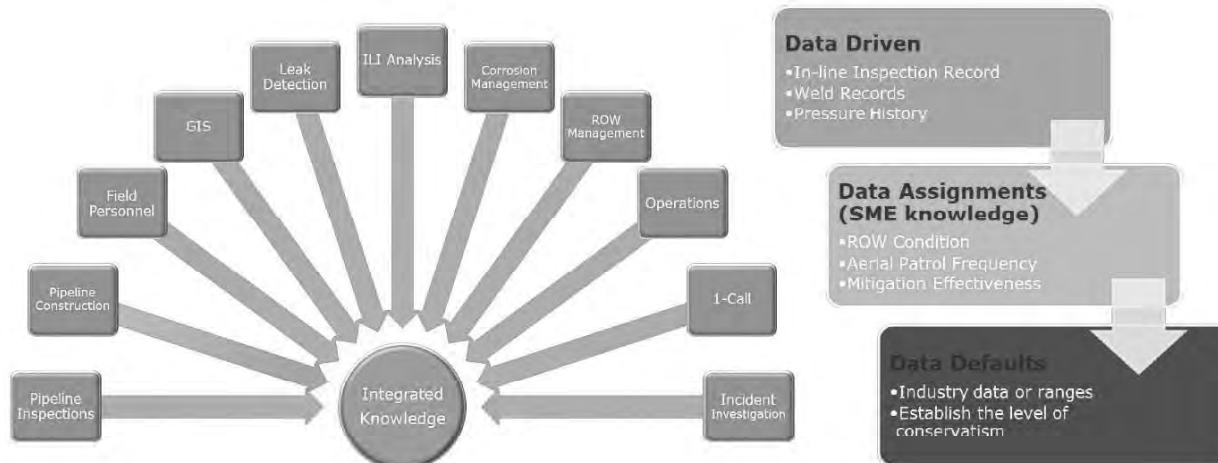 ILI Analysis
Leak
Detection
Corrosion
Management
GIS
ROW
Management
Field
Personnel
Operations
Pipeline
Construction
1-Call
Pipeline
Inspections
Integrated
Knowledge
Incident
Investigation
Data Driven
•In-line Inspection Record
•Weld Records
•Pressure History
Data Assignments
(SME knowledge)
•ROW Condition
•Aerial Patrol Frequency
•Mitigation Effectiveness
Data Defaults
•Industry data or ranges
•Establish the level of
conservatism